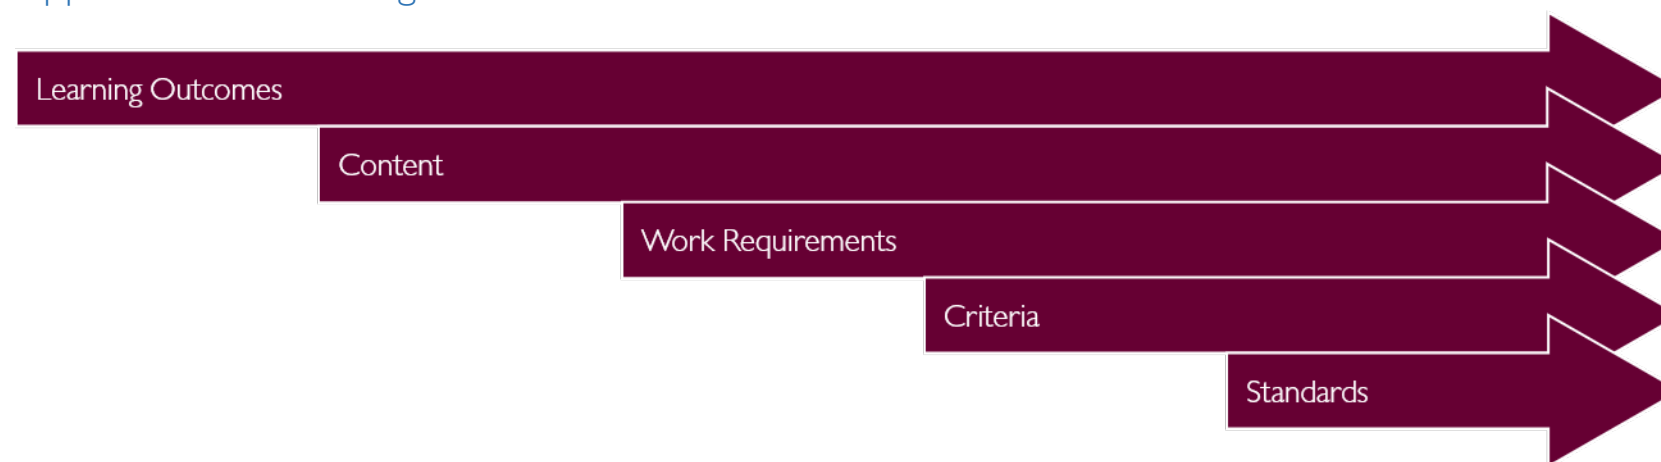 Learning Outcomes
Content
Work Requirements
Criteria
Standards